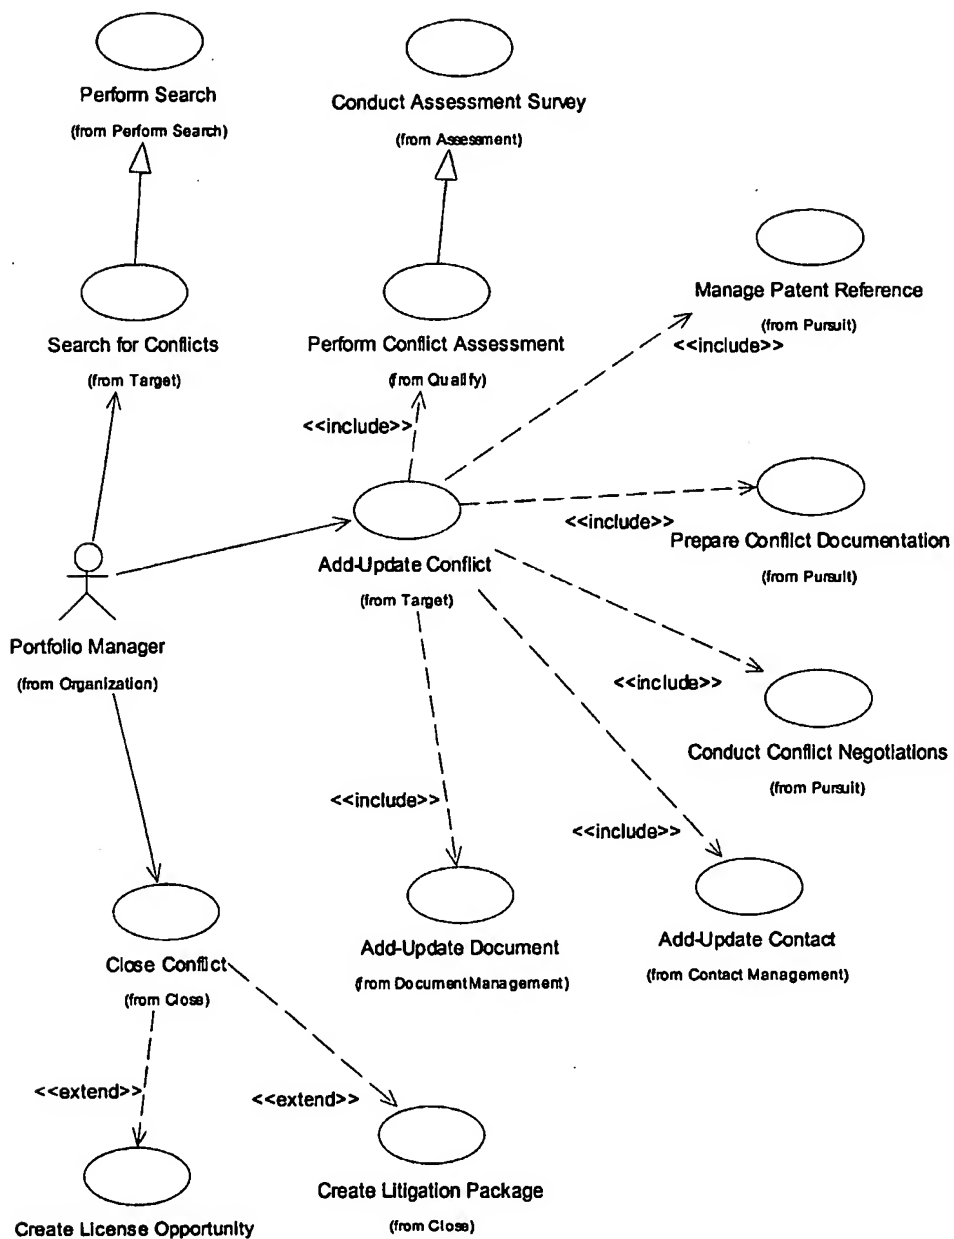 Perform Search
(from Perform Search)
Conduct Assessment Survey
(from Assessment)
Manage Patent Reference
(from Pursuit)
<<include>>
Search for Conflicts
(from Target)
Perform Conflict Assessment
(from Qualify)
<<include>>
<<include>>
Prepare Conflict Documentation
(from Pursuit)
Add-Update Conflict
(from Target)
Portfolio Manager
(from Organization)
<<include>>
Conduct Conflict Negotiations
(from Pursuit)
<<include>>
<<include>>
Add-Update Document
(from Document Management)
Add-Update Contact
(from Contact Management)
Close Conflict
(from Close)
<<extend>>
<<extend>>
Create License Opportunity
Create Litigation Package
(from Close)